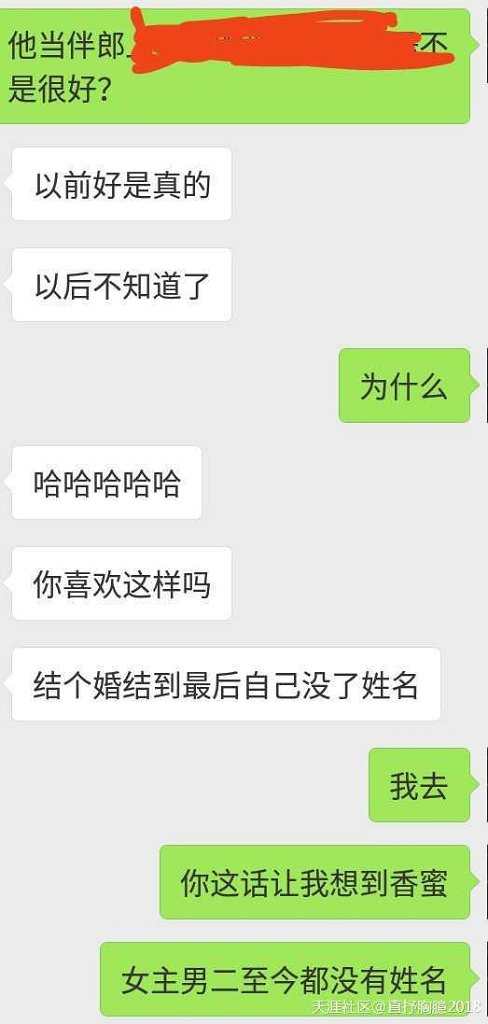 他当伴郎
不
是很好?
以前好是真的
以后不知道了
为什么
哈哈哈哈哈
你喜欢这样吗
结个婚结到最后自己没了姓名
我去
你这话让我想到香蜜
女主男二至今都没有姓名
天涯社区@直抒胸臆2018